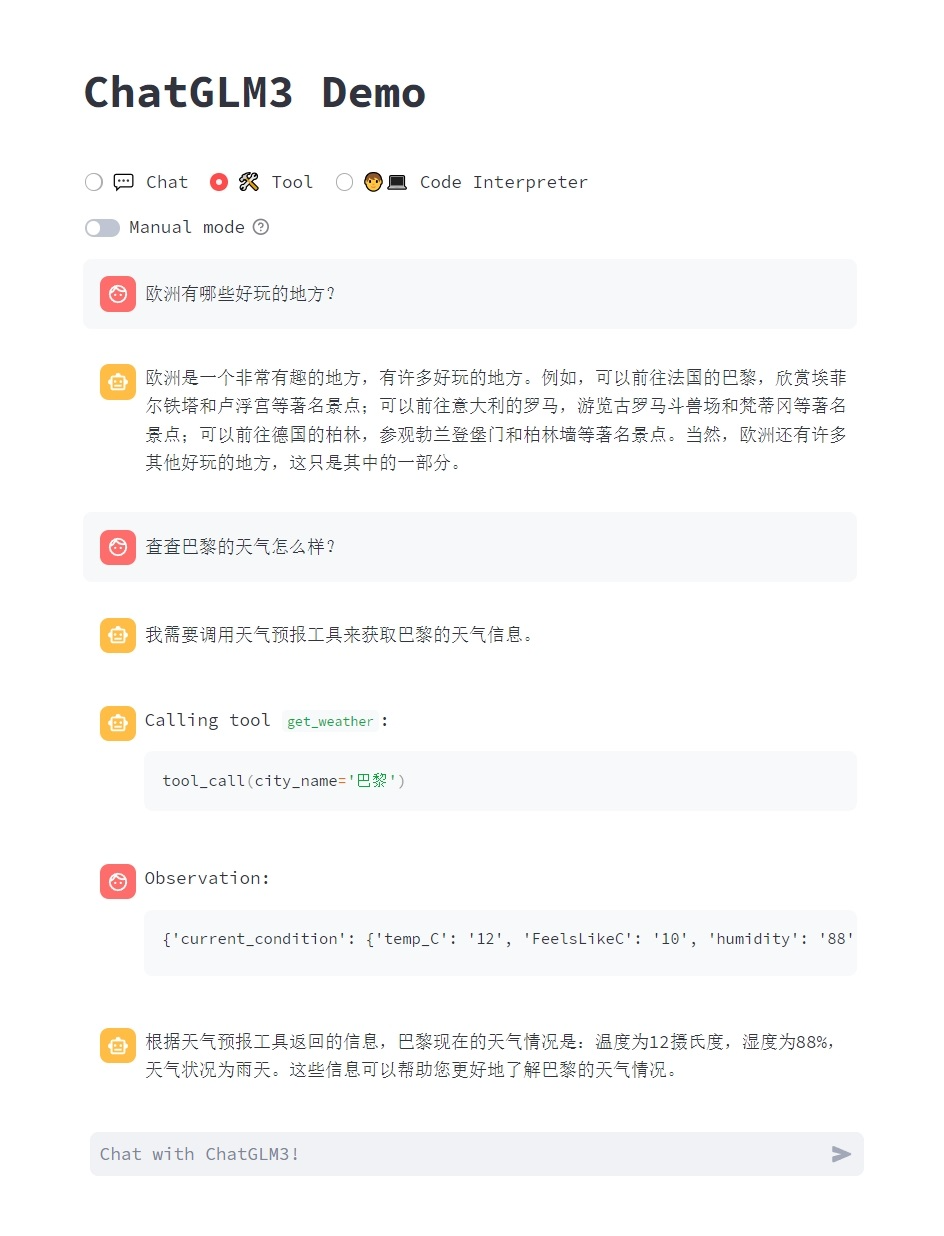 ChatGLM3 Demo
Chat Tool Code Interpreter
Manual mode
欧洲有哪些好玩的地方？
欧洲是一个非常有趣的地方，有许多好玩的地方。例如，可以前往法国的巴黎，欣赏埃菲
尔铁塔和卢浮宫等著名景点；可以前往意大利的罗马，游览古罗马斗兽场和梵蒂冈等著名
景点；可以前往德国的柏林，参观勃兰登堡门和柏林墙等著名景点。当然，欧洲还有许多
其他好玩的地方，这只是其中的一部分。
查查巴黎的天气怎么样？
我需要调用天气预报工具来获取巴黎的天气信息。
Calling tool get_weather:
tool_call(city_name='巴黎')
Observation:
{'current_condition': {'temp_C': '12', 'FeelsLikeC': '10', 'humidity': '88'
根据天气预报工具返回的信息，巴黎现在的天气情况是：温度为12摄氏度，湿度为88%，
天气状况为雨天。这些信息可以帮助您更好地了解巴黎的天气情况。
Chat with ChatGLM3!